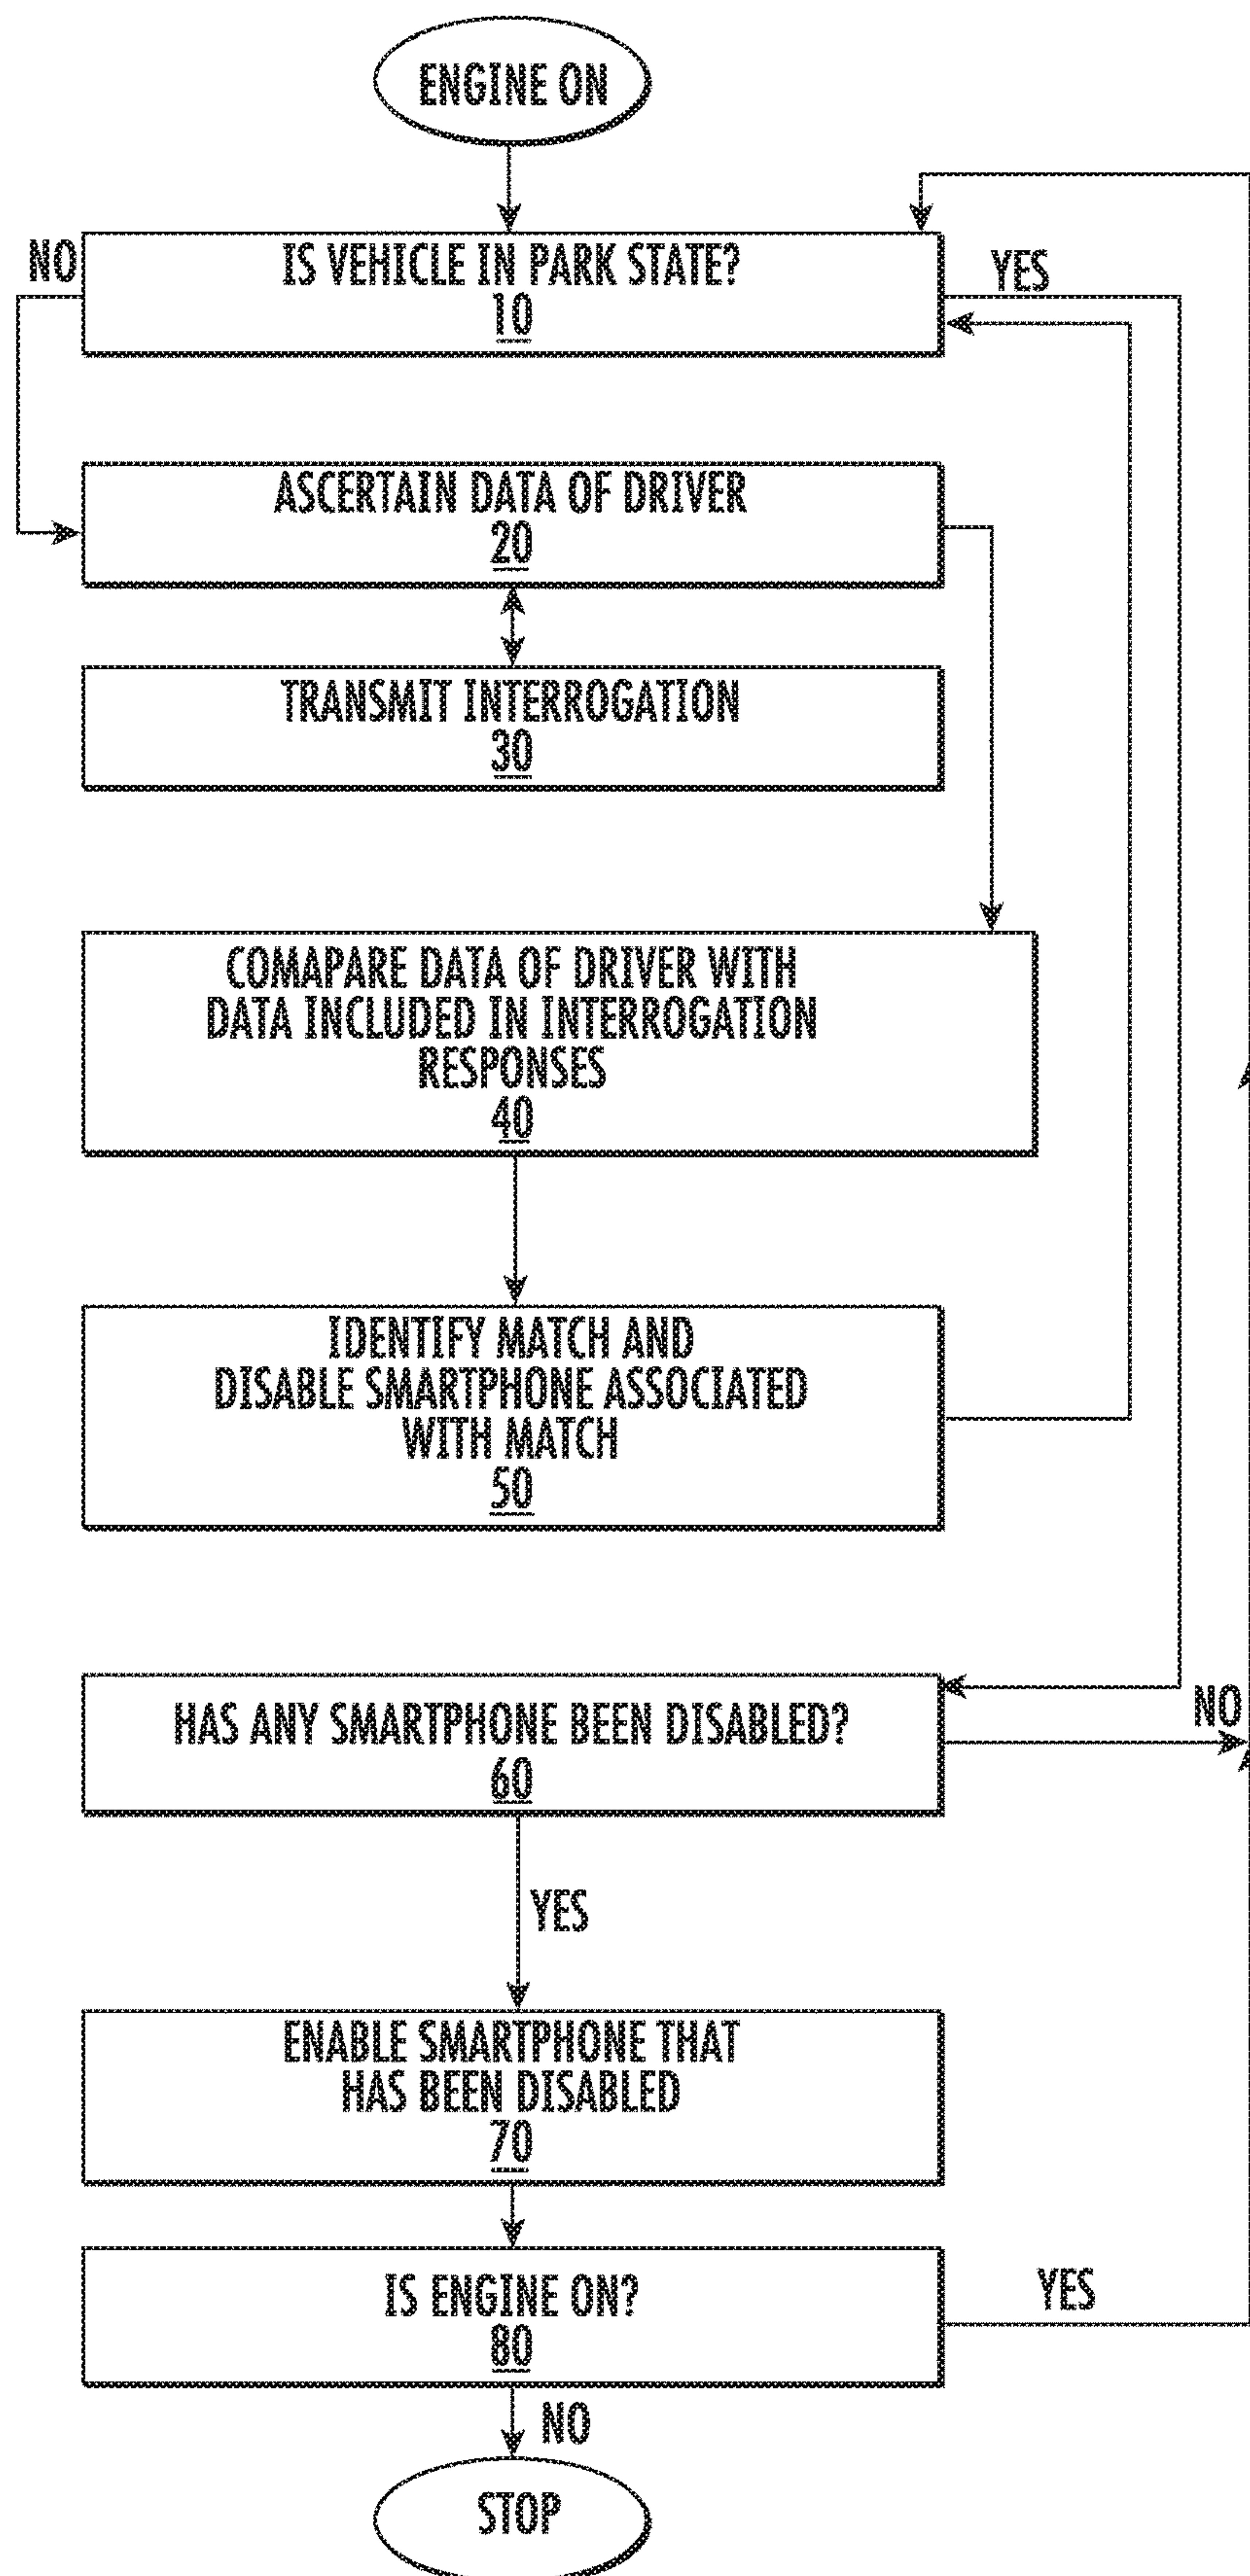 ENGINE ON
NO
IS VEHICLE IN PARK STATE?
10
YES
ASCERTAIN DATA OF DRIVER
20
TRANSMIT INTERROGATION
30
COMAPARE DATA OF DRIVER WITH
DATA INCLUDED IN INTERROGATION
RESPONSES
40
IDENTIFY MATCH AND
DISABLE SMARTPHONE ASSOCIATED
WITH MATCH
50
HAS ANY SMARTPHONE BEEN DISABLED?
60
NO
YES
ENABLE SMARTPHONE THAT
HAS BEEN DISABLED
70
IS ENGINE ON?
80
YES
NO
STOP